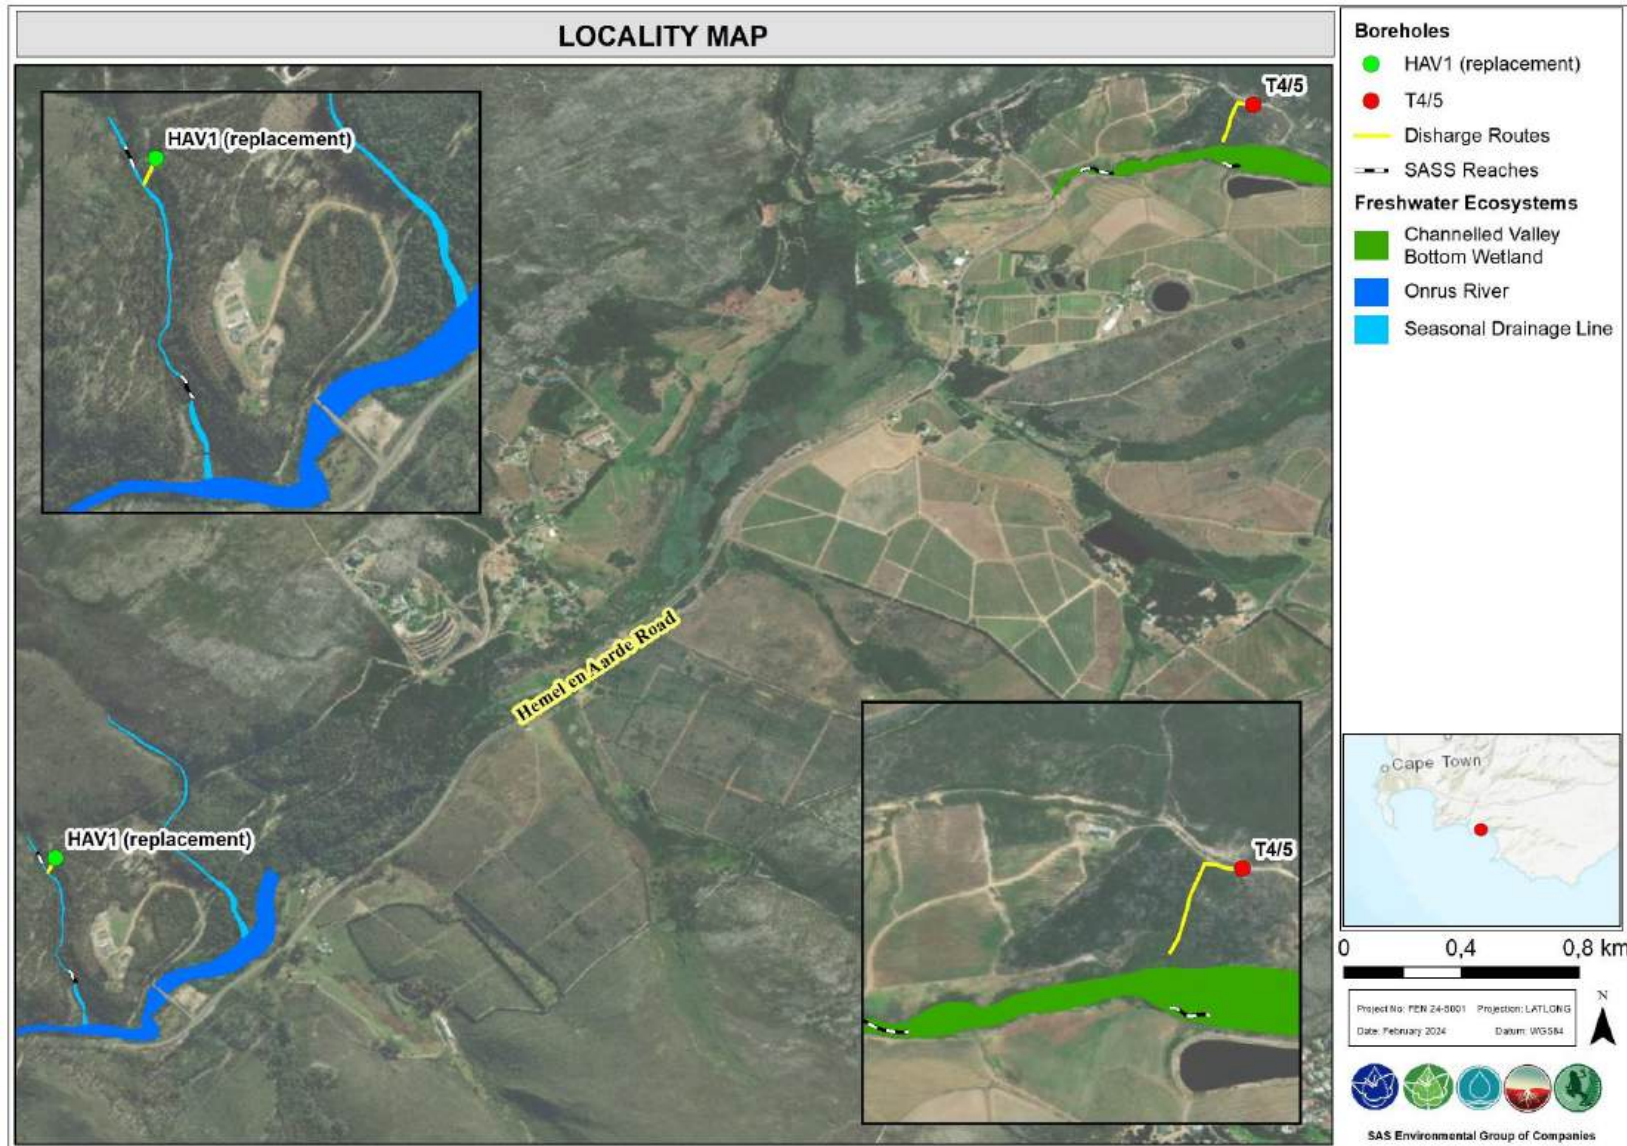 LOCALITY MAP
HAV1 (replacement)
T4/5
Hemel en Aarde Road
HAV1 (replacement)
T4/5
Boreholes
HAV1 (replacement)
T4/5
Disharge Routes
SASS Reaches
Freshwater Ecosystems
Channelled Valley
Bottom Wetland
Onrus River
Seasonal Drainage Line
Cape Town
0 0,4 0,8 km
Project No: FEN 24-5001 Projection: LATLONG
Date: February 2024 Datum: WGS84
N
SAS Environmental Group of Companies